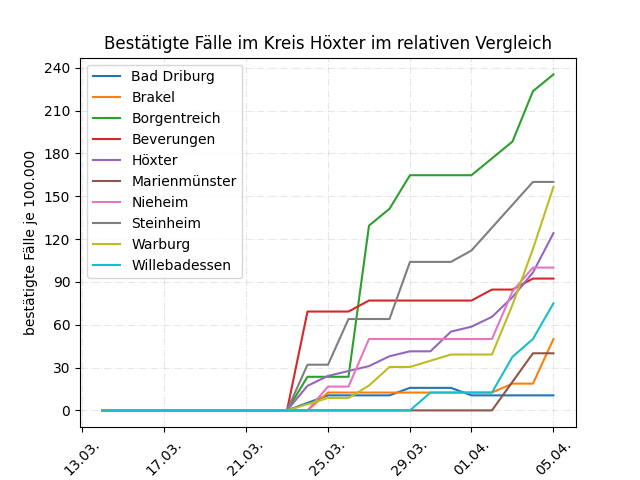 Bestätigte Fälle im Kreis Höxter im relativen Vergleich
bestätigte Fälle je 100.000
240
210
180
150
120
90
60
30
0
Bad Driburg
Brakel
Borgentreich
Beverungen
Höxter
Marienmünster
Nieheim
Steinheim
Warburg
Willebadessen
13.03.
17.03.
21.03.
25.03.
29.03.
01.04.
05.04.